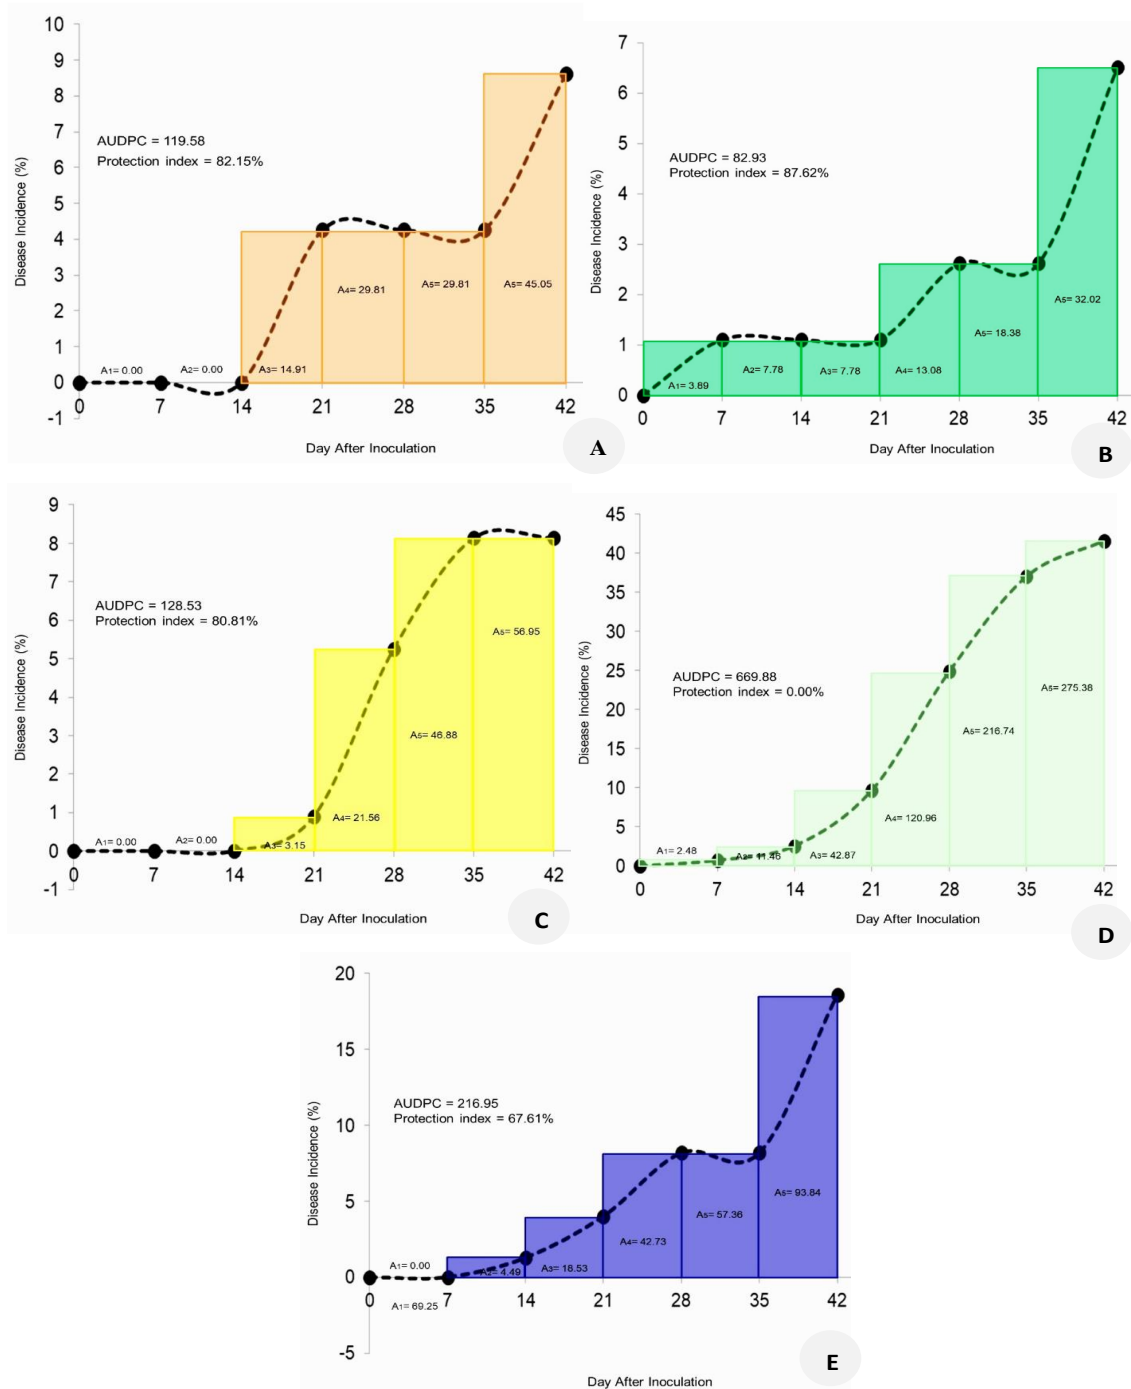 10
9
8
7
6
5
4
3
2
1
0
-1
Disease Incidence (%)
AUDPC = 119.58
Protection index = 82.15%
A1= 0.00
A2= 0.00
A3= 14.91
A4= 29.81
A5= 29.81
A5= 45.05
0 7 14 21 28 35 42
Day After Inoculation
A
7
6
5
4
3
2
1
0
Disease Incidence (%)
AUDPC = 82.93
Protection index = 87.62%
A1= 3.89
A2= 7.78
A3= 7.78
A4= 13.08
A5= 18.38
A5= 32.02
0 7 14 21 28 35 42
Day After Inoculation
B
9
8
7
6
5
4
3
2
1
0
-1
Disease Incidence (%)
AUDPC = 128.53
Protection index = 80.81%
A1= 0.00
A2= 0.00
A3= 3.15
A4= 21.56
A5= 46.88
A5= 56.95
0 7 14 21 28 35 42
Day After Inoculation
C
45
40
35
30
25
20
15
10
5
0
Disease Incidence (%)
AUDPC = 669.88
Protection index = 0.00%
A1= 2.48
A2= 11.46
A3= 42.87
A4= 120.96
A5= 216.74
A5= 275.38
0 7 14 21 28 35 42
Day After Inoculation
D
20
15
10
5
0
-5
Disease Incidence (%)
AUDPC = 216.95
Protection index = 67.61%
A1= 0.00
A2= 4.49
A3= 18.53
A4= 42.73
A5= 57.36
A5= 93.84
0 7 14 21 28 35 42
A1= 69.25
Day After Inoculation
E